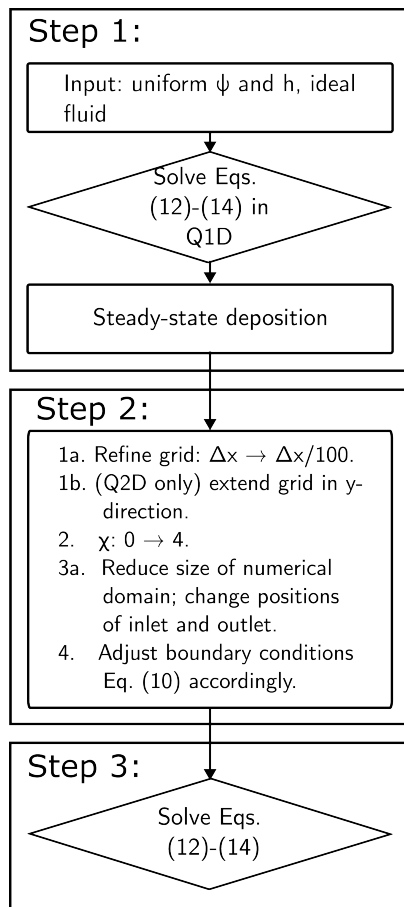 Step 1:
Input: uniform ψ and h, ideal
fluid
Solve Eqs.
(12)-(14) in
Q1D
Steady-state deposition
Step 2:
1a. Refine grid: Δx → Δx/100.
1b. (Q2D only) extend grid in y-
direction.
2. χ: 0 → 4.
3a. Reduce size of numerical
domain; change positions
of inlet and outlet.
4. Adjust boundary conditions
Eq. (10) accordingly.
Step 3:
Solve Eqs.
(12)-(14)